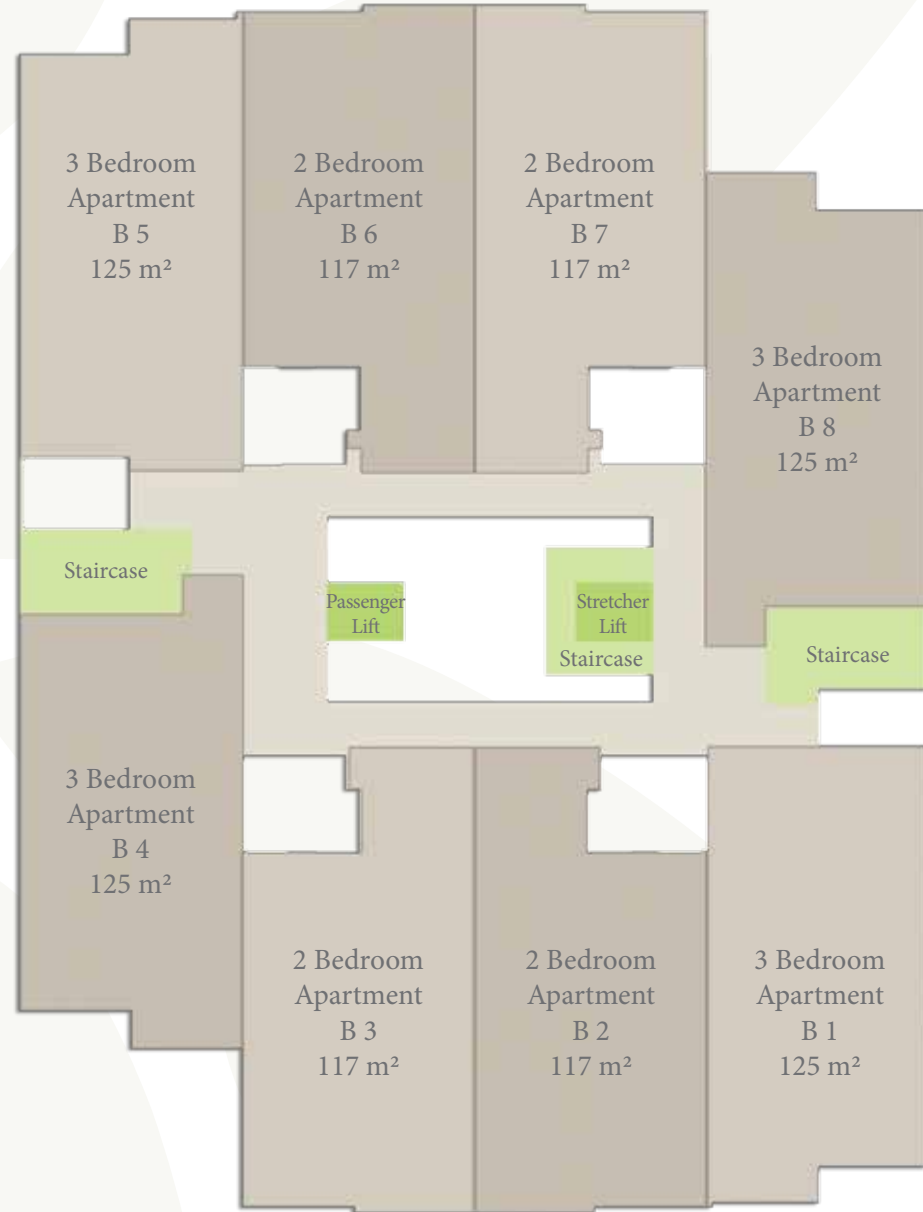 3 Bedroom
Apartment
B 5
125 m²
2 Bedroom
Apartment
B 6
117 m²
2 Bedroom
Apartment
B 7
117 m²
3 Bedroom
Apartment
B 8
125 m²
Staircase
Passenger
Lift
Stretcher
Lift
Staircase
Staircase
3 Bedroom
Apartment
B 4
125 m²
2 Bedroom
Apartment
B 3
117 m²
2 Bedroom
Apartment
B 2
117 m²
3 Bedroom
Apartment
B 1
125 m²